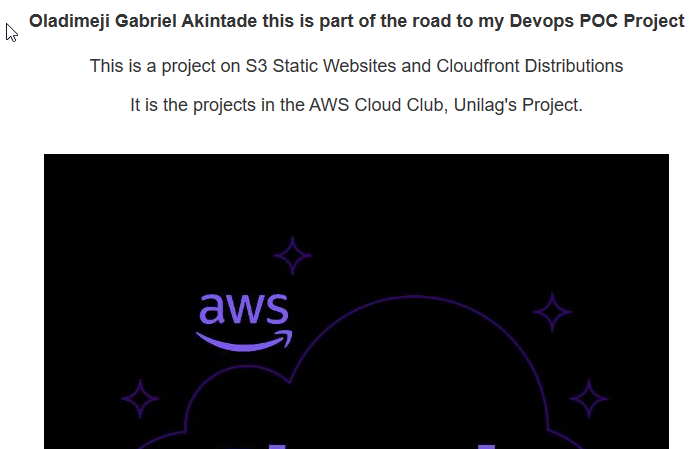 Oladimeji Gabriel Akintade this is part of the road to my Devops POC Project
This is a project on S3 Static Websites and Cloudfront Distributions
It is the projects in the AWS Cloud Club, Unilag's Project.
aws